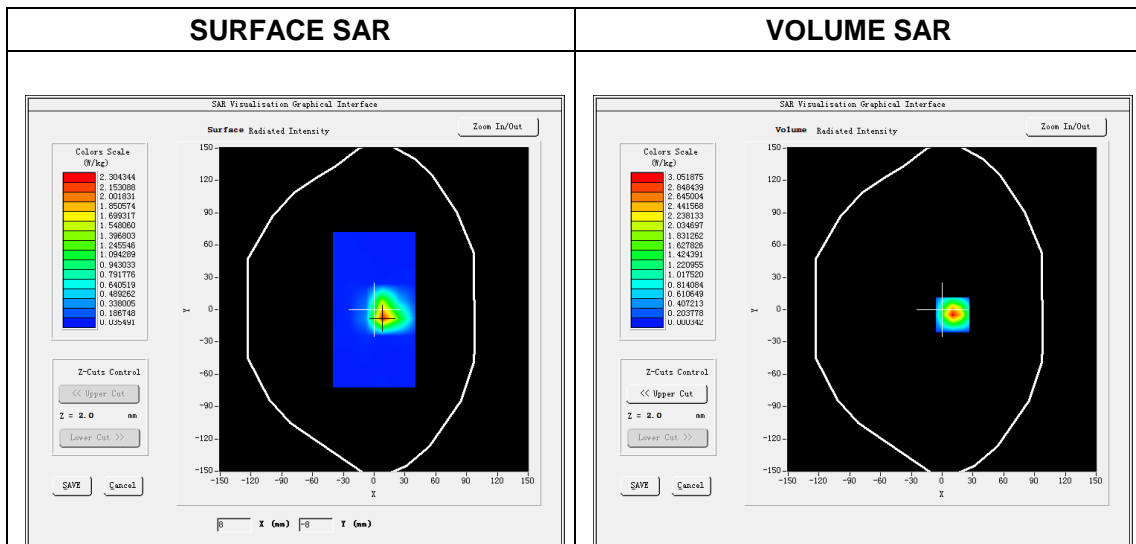 SURFACE SAR
VOLUME SAR
SAR Visualisation Graphical Interface
Surface Radiated Intensity
Zoom In/Out
Colors Scale
(W/kg)
2.304344
2.153088
2.001831
1.850574
1.699317
1.548060
1.396803
1.245546
1.094289
0.943033
0.791776
0.640519
0.489262
0.338005
0.186748
0.035491
Z-Cuts Control
<< Upper Cut
Z = 2.0 mm
Lower Cut >>
SAVE
Cancel
150
120
90
60
30
0
-30
-60
-90
-120
-150
Y
-150 -120 -90 -60 -30 0 30 60 90 120 150
X
8 X (mm) -8 Y (mm)
SAR Visualisation Graphical Interface
Volume Radiated Intensity
Zoom In/Out
Colors Scale
(W/kg)
3.051875
2.848439
2.645004
2.441568
2.238133
2.034697
1.831262
1.627826
1.424391
1.220955
1.017520
0.814084
0.610649
0.407213
0.203778
0.000342
Z-Cuts Control
<< Upper Cut
Z = 2.0 mm
Lower Cut >>
SAVE
Cancel
150
120
90
60
30
0
-30
-60
-90
-120
-150
Y
-150 -120 -90 -60 -30 0 30 60 90 120 150
X